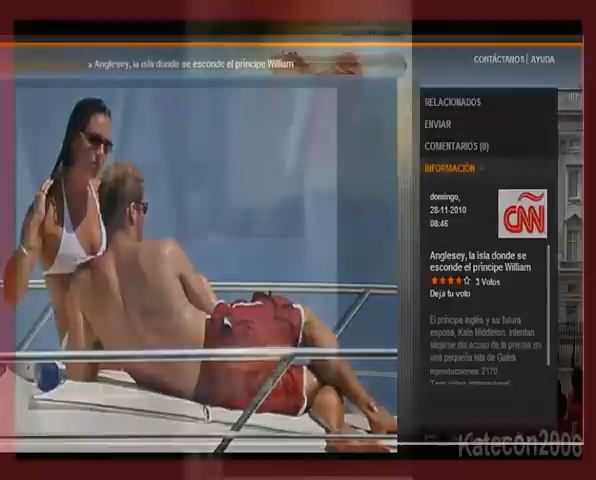 » Anglesey, la isla donde se esconde el príncipe William
CONTÁCTANOS | AYUDA
RELACIONADOS
ENVIAR
COMENTARIOS (0)
INFORMACIÓN
domingo,
28-11-2010
08:46
CNN
Anglesey, la isla donde se
esconde el príncipe William
3 Votos
Deja tu voto
El príncipe inglés y su futura
esposa, Kate Middleton, intentan
alejarse del acoso de la prensa en
una pequeña isla de Gales
reproducciones: 2170
Katecon2006